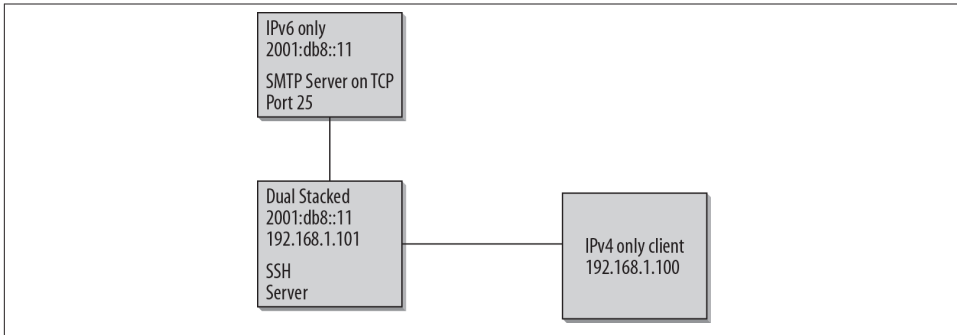 IPv6 only
2001:db8::11
SMTP Server on TCP
Port 25
Dual Stacked
2001:db8::11
192.168.1.101
SSH
Server
IPv4 only client
192.168.1.100